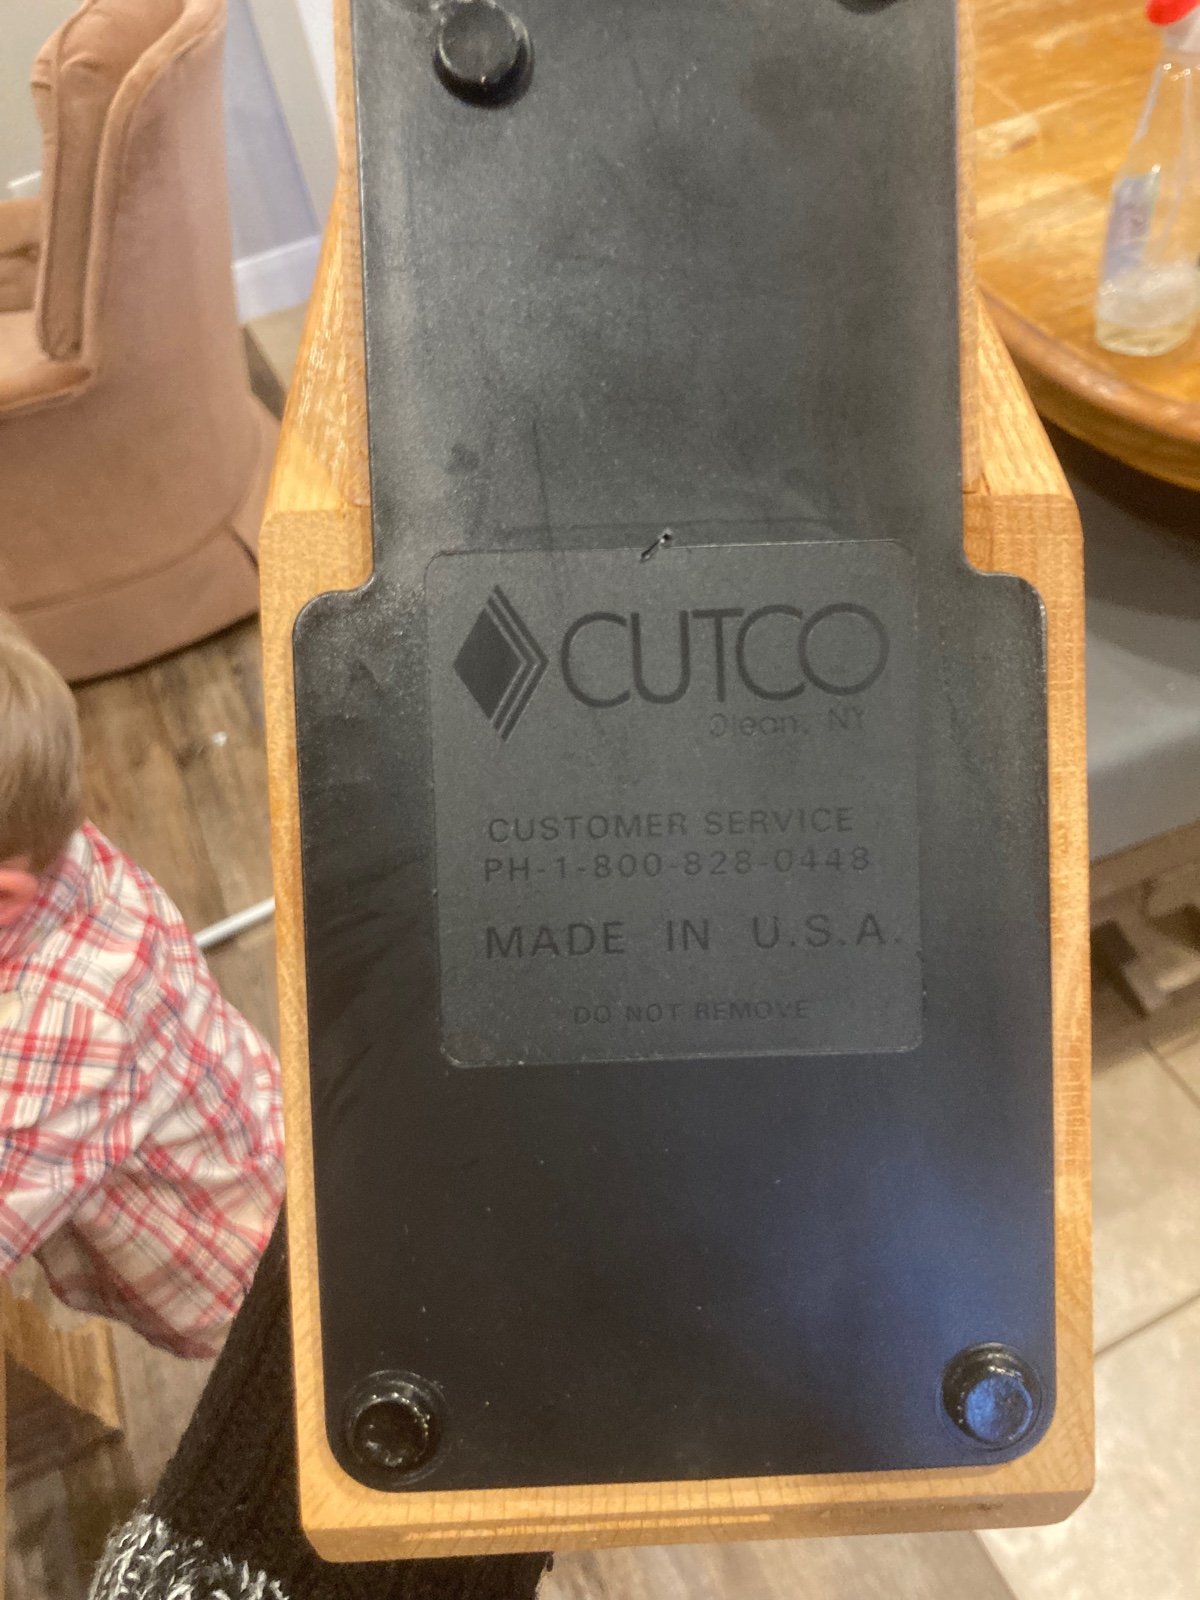 CUTCO
Olean, NY
CUSTOMER SERVICE
PH-1-800-828-0448
MADE IN U.S.A.
DO NOT REMOVE